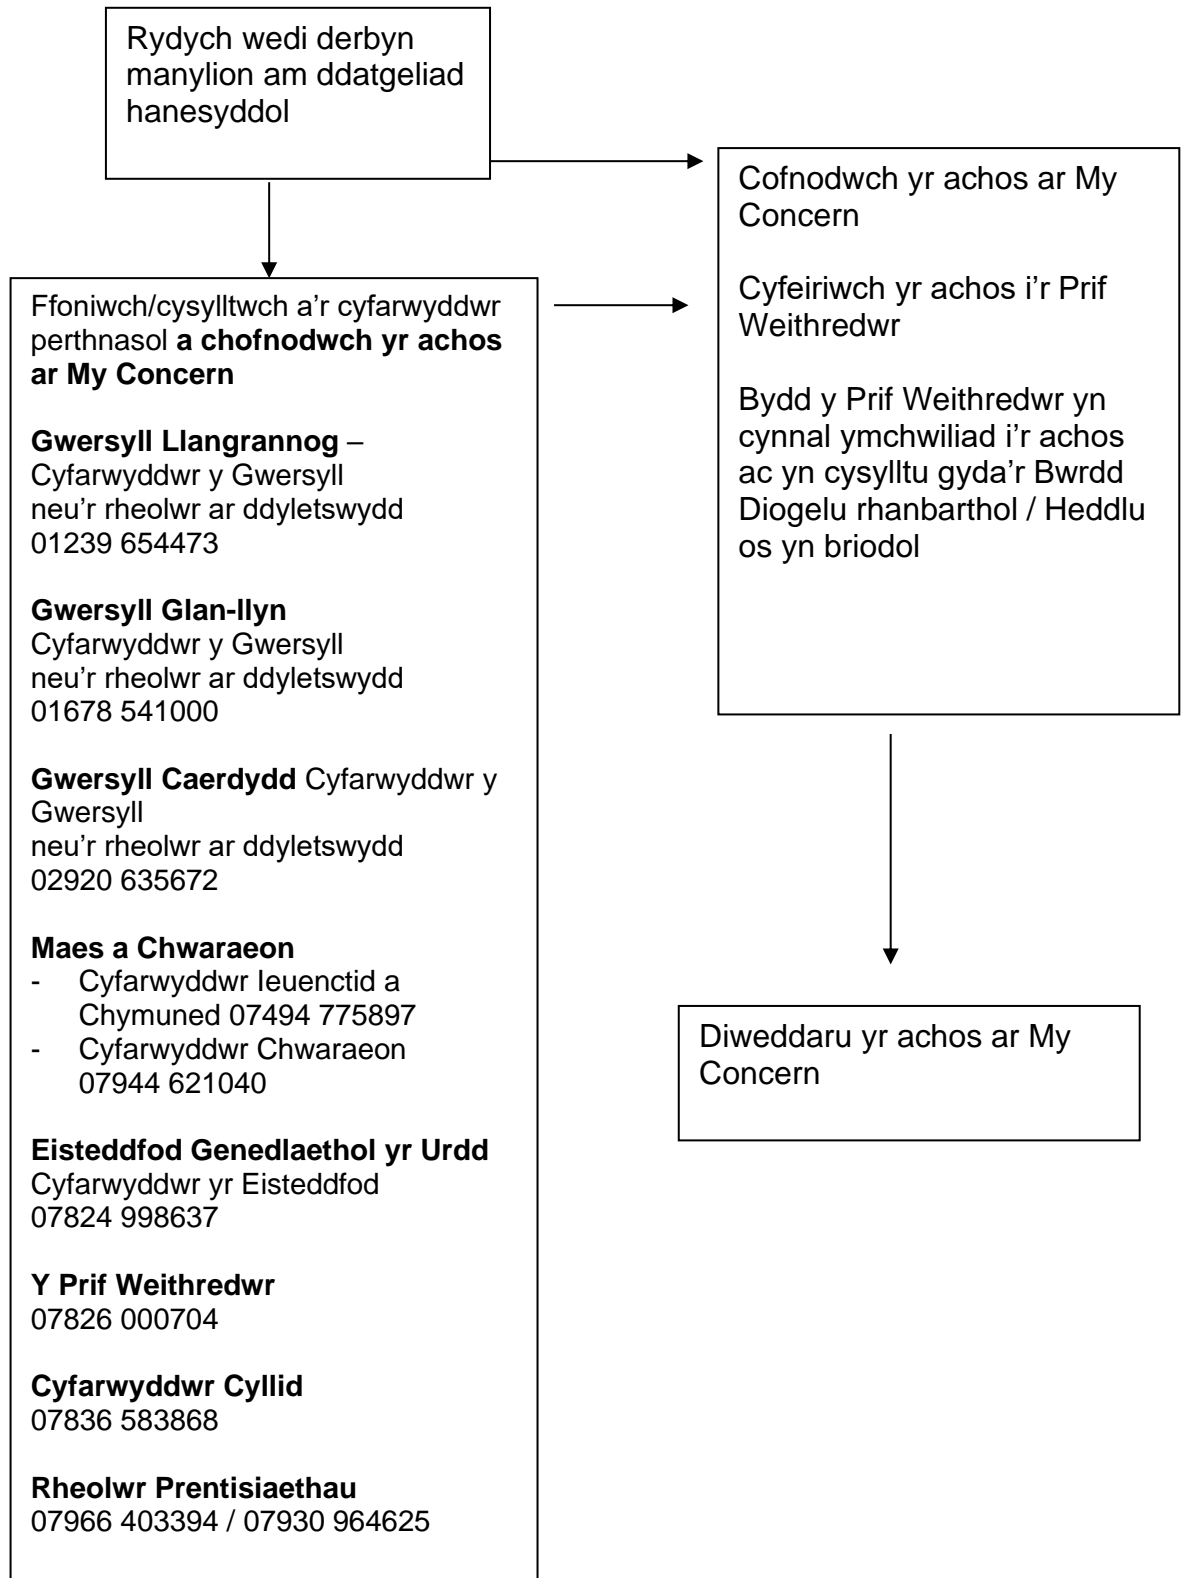 Rydych wedi derbyn
manylion am ddatgeliad
hanesyddol
Ffoniwch/cysylltwch a'r cyfarwyddwr
perthnasol a chofnodwch yr achos
ar My Concern
Gwersyll Llangrannog –
Cyfarwyddwr y Gwersyll
neu'r rheolwr ar ddyletswydd
01239 654473
Gwersyll Glan-llyn
Cyfarwyddwr y Gwersyll
neu'r rheolwr ar ddyletswydd
01678 541000
Gwersyll Caerdydd Cyfarwyddwr y
Gwersyll
neu'r rheolwr ar ddyletswydd
02920 635672
Maes a Chwaraeon
- Cyfarwyddwr Ieuenctid a
Chymuned 07494 775897
- Cyfarwyddwr Chwaraeon
07944 621040
Eisteddfod Genedlaethol yr Urdd
Cyfarwyddwr yr Eisteddfod
07824 998637
Y Prif Weithredwr
07826 000704
Cyfarwyddwr Cyllid
07836 583868
Rheolwr Prentisiaethau
07966 403394 / 07930 964625
Cofnodwch yr achos ar My
Concern
Cyfeiriwch yr achos i'r Prif
Weithredwr
Bydd y Prif Weithredwr yn
cynnal ymchwiliad i'r achos
ac yn cysylltu gyda'r Bwrdd
Diogelu rhanbarthol / Heddlu
os yn briodol
Diweddaru yr achos ar My
Concern